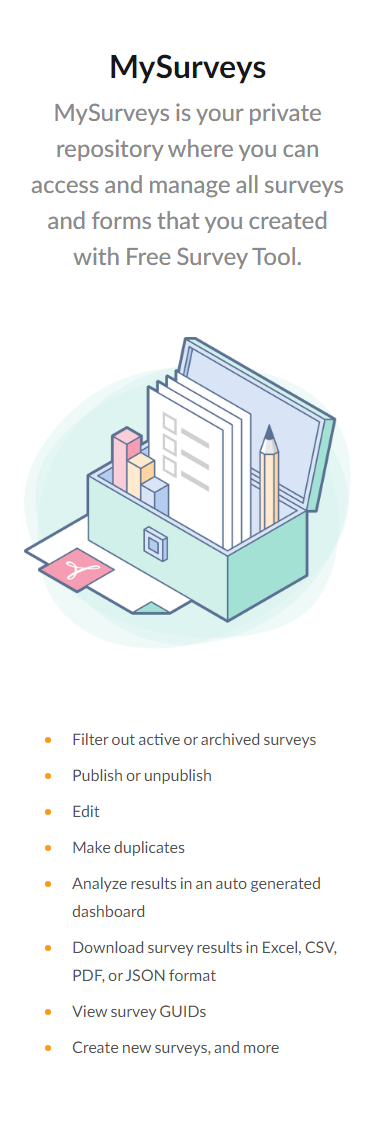 MySurveys
MySurveys is your private
repository where you can
access and manage all surveys
and forms that you created
with Free Survey Tool.
Filter out active or archived surveys
Publish or unpublish
Edit
Make duplicates
Analyze results in an auto generated
dashboard
Download survey results in Excel, CSV,
PDF, or JSON format
View survey GUIDs
Create new surveys, and more